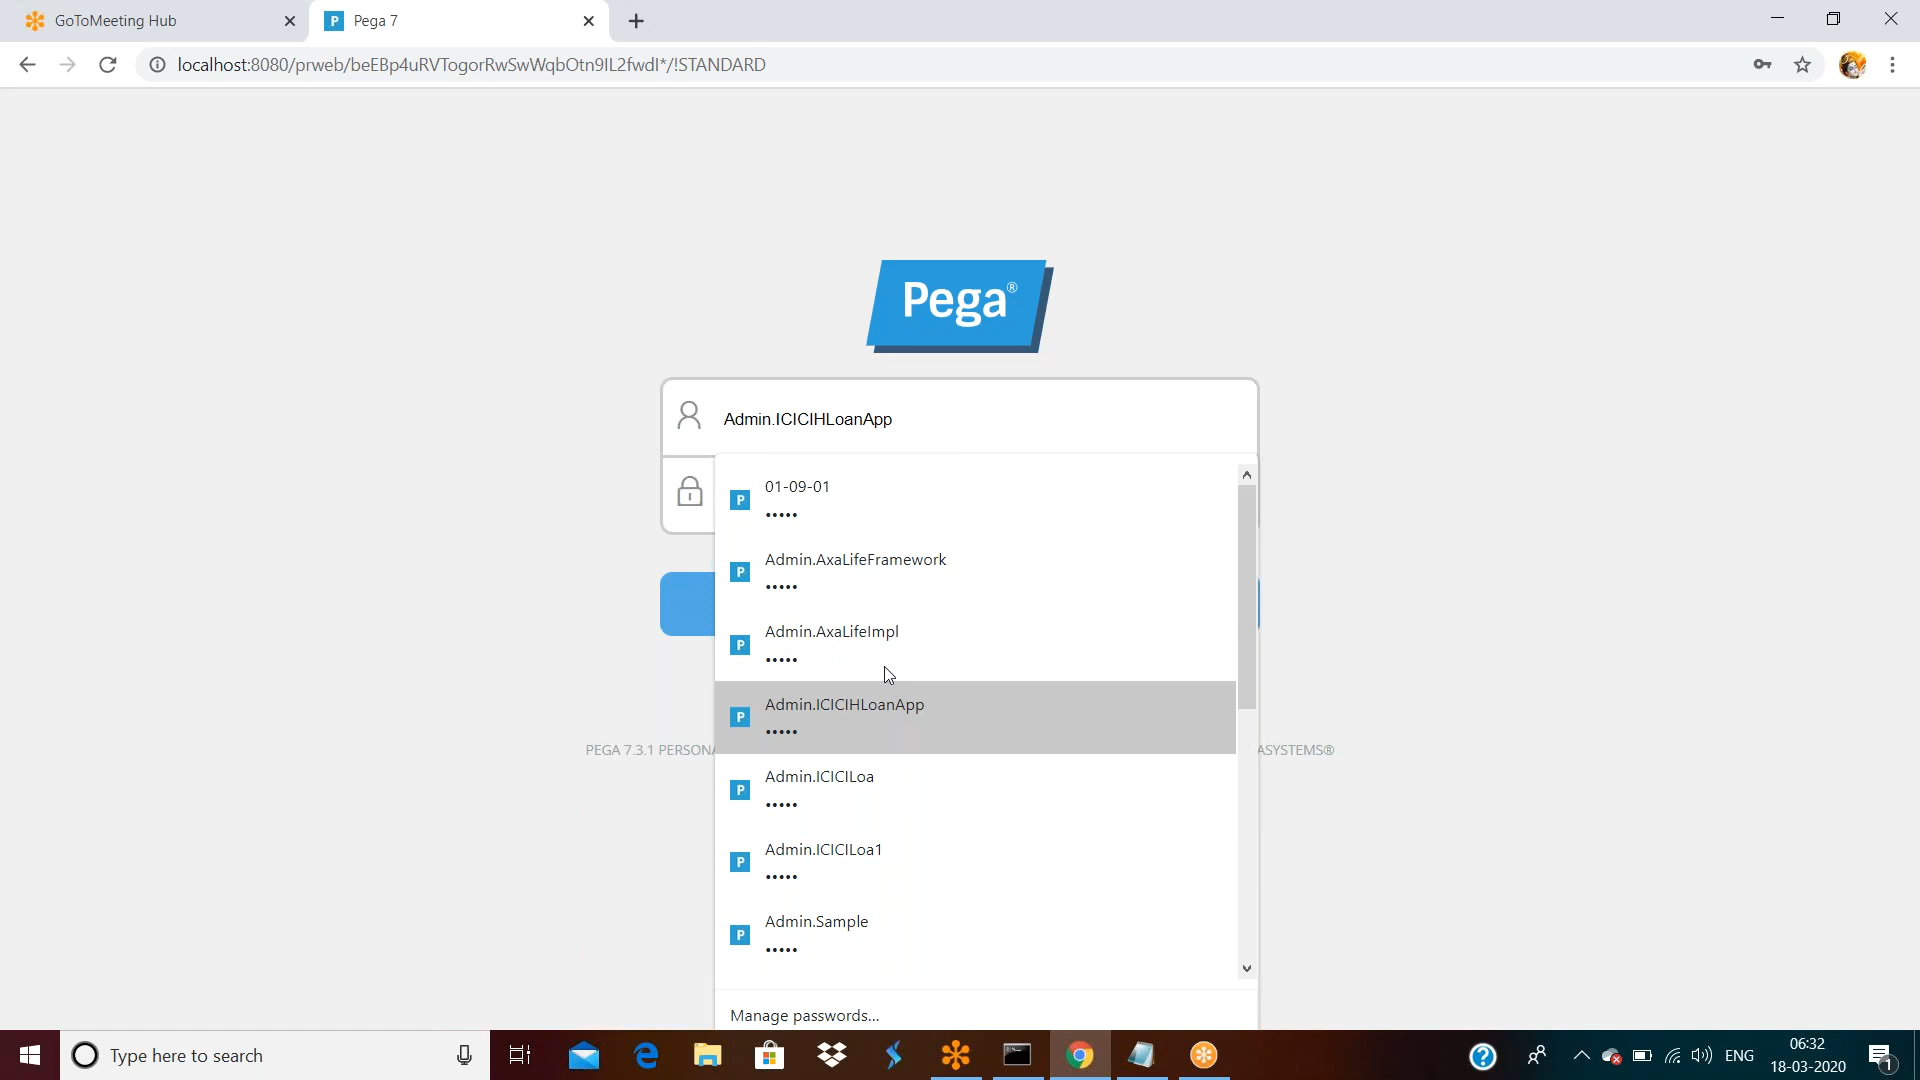 GoToMeeting Hub
P Pega 7
localhost:8080/prweb/beEBp4uRVTogorRwSwWqbOtn9IL2fwdI*/!STANDARD
Pega®
Admin.ICICIHLoanApp
P 01-09-01
•••••
P Admin.AxaLifeFramework
•••••
P Admin.AxaLifeImpl
•••••
P Admin.ICICIHLoanApp
•••••
PEGA 7.3.1 PERSONA
ASYSTEMS®
P Admin.ICICILoa
•••••
P Admin.ICICILoa1
•••••
P Admin.Sample
•••••
Manage passwords...
Type here to search
ENG
06:32
18-03-2020
1